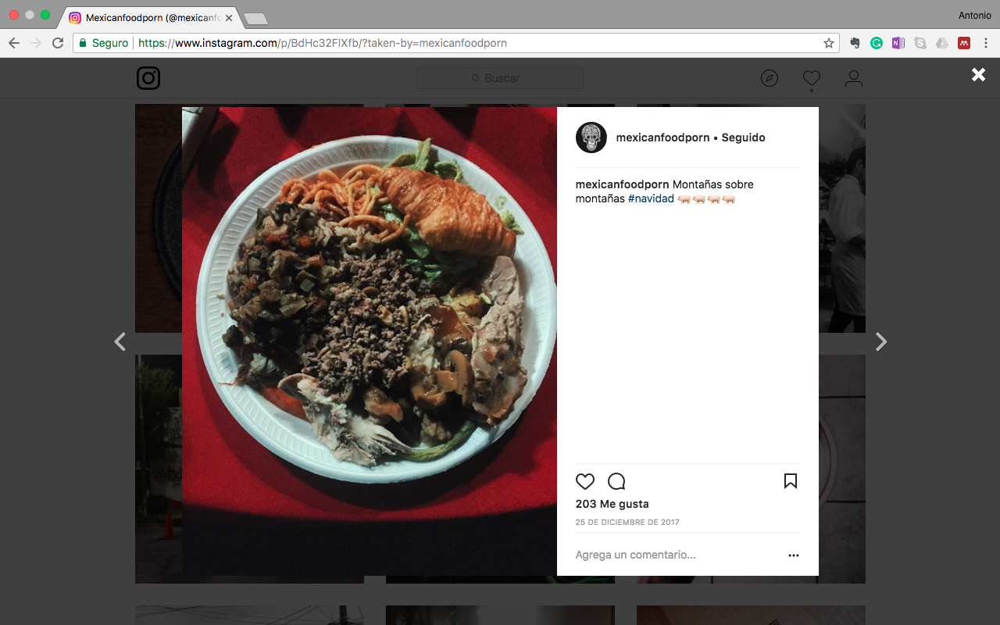 Mexicanfoodporn (@mexicanfo
Antonio
Seguro https://www.instagram.com/p/BdHc32FlXfb/?taken-by=mexicanfoodporn
Buscar
mexicanfoodporn • Seguido
mexicanfoodporn Montañas sobre
montañas #navidad 🐖🐖🐖🐖
203 Me gusta
25 DE DICIEMBRE DE 2017
Agrega un comentario...